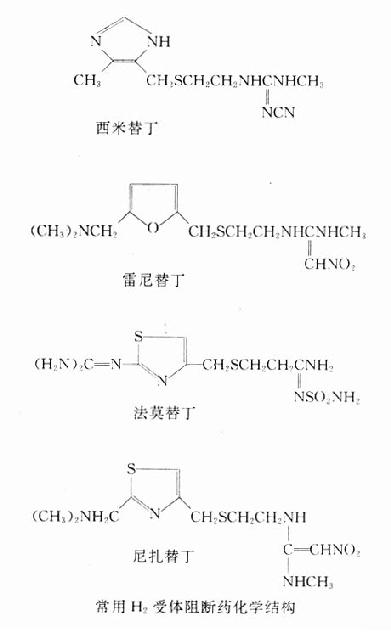 N NH
CH₃ CH₂SCH₂CH₂NHCNHCH₃
NCN
西米替丁
(CH₃)₂NCH₂ O CH₂SCH₂CH₂NHCNHCH₃
CHNO₂
雷尼替丁
S
(H₂N)₂C=N N CH₂SCH₂CH₂CNH₂
NSO₂NH₂
法莫替丁
S
(CH₃)₂NH₂C N CH₂SCH₂CH₂NH
C=CHNO₂
NHCH₃
尼扎替丁
常用 H₂ 受体阻断药化学结构